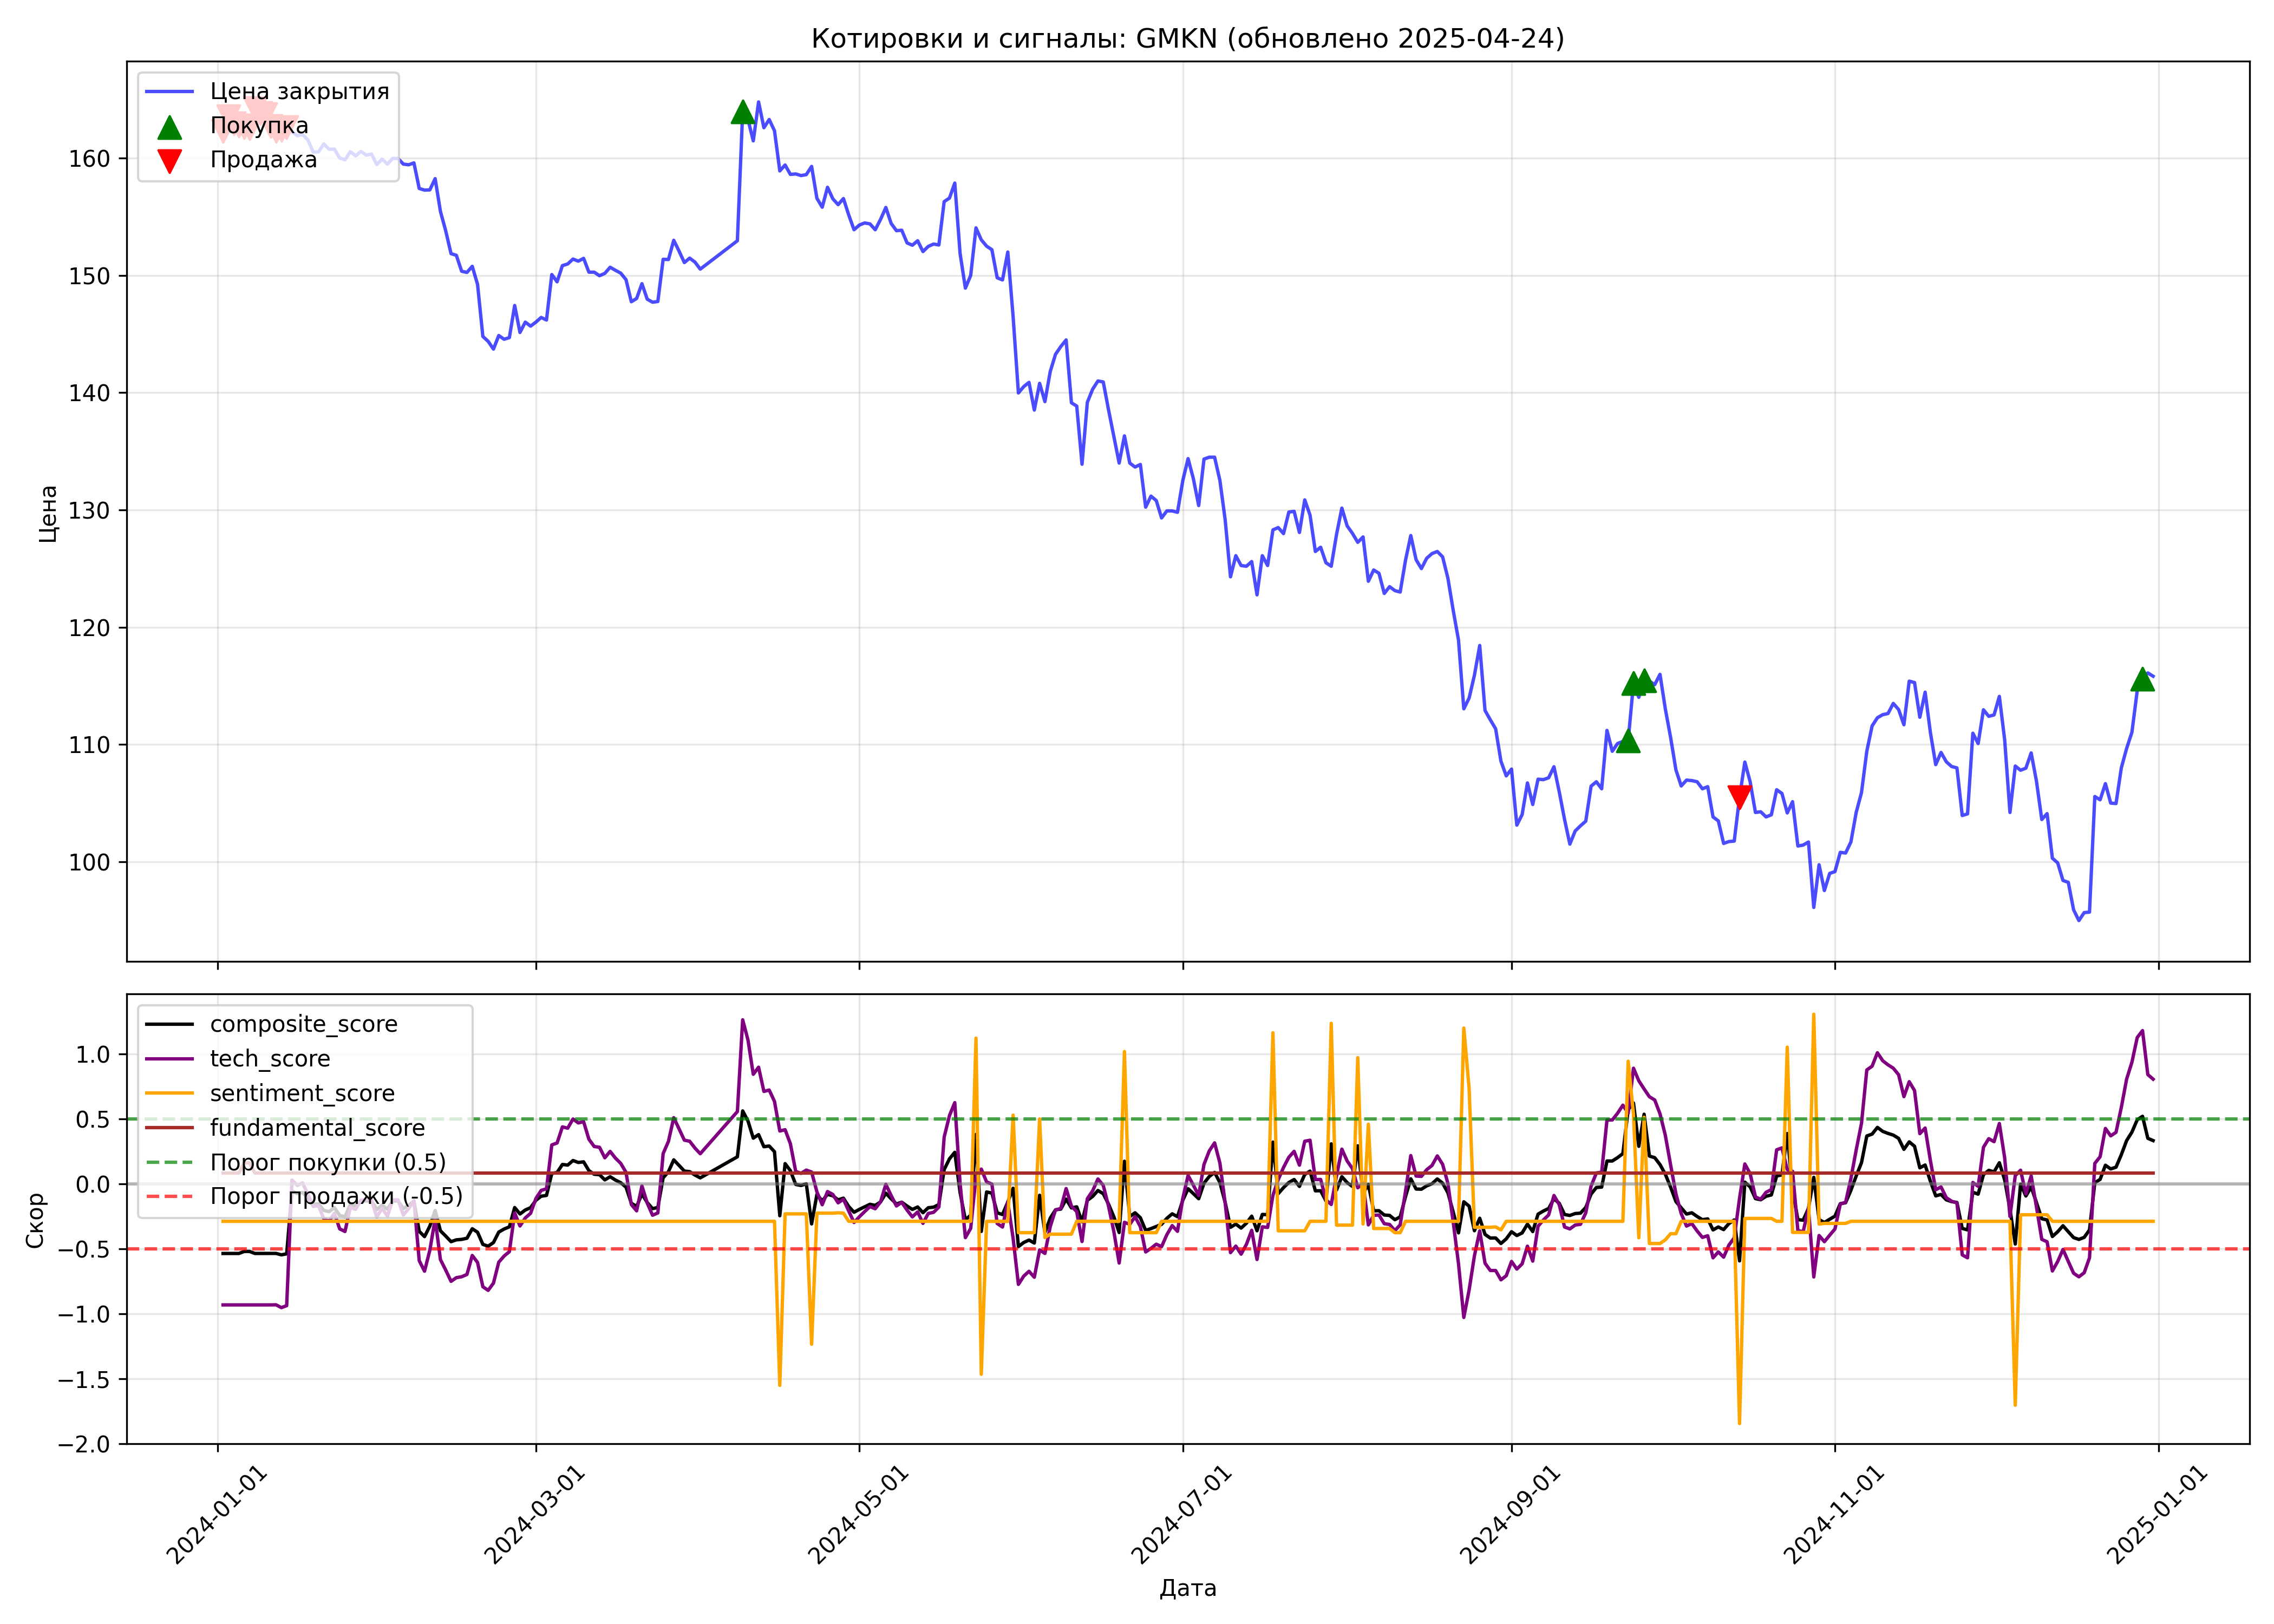 Котировки и сигналы: GMKN (обновлено 2025-04-24)
Цена закрытия
Покупка
Продажа
160
150
140
130
120
110
100
Цена
composite_score
tech_score
sentiment_score
fundamental_score
Порог покупки (0.5)
Порог продажи (-0.5)
1.0
0.5
0.0
−0.5
−1.0
−1.5
−2.0
Скор
2024-01-01
2024-03-01
2024-05-01
2024-07-01
2024-09-01
2024-11-01
2025-01-01
Дата